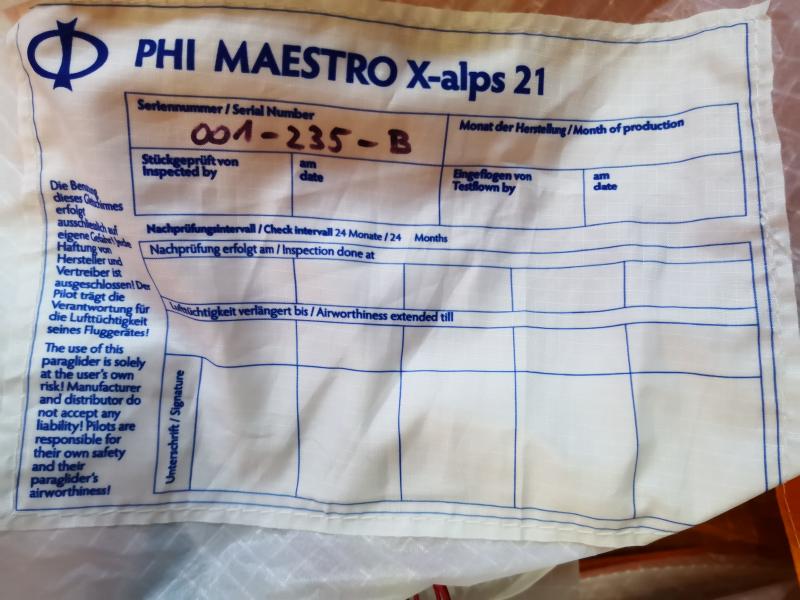 PHI MAESTRO X-alps 21
Seriennummer / Serial Number
001-235-B
Monat der Herstellung / Month of production
Stückgeprüft von
Inspected by
am
date
Eingeflogen von
Testflown by
am
date
Nachprüfungsintervall / Check intervall 24 Monate / 24 Months
Nachprüfung erfolgt am / Inspection done at
Lufttüchtigkeit verlängert bis / Airworthiness extended till
Unterschrift / Signature
Die
dieses
erfolgt
ausschliesslich auf
eigene Gefahr!
Haftung von
Hersteller und
Vertreiber ist
ausgeschlossen! Der
Pilot trägt die
Verantwortung für
die Lufttüchtigkeit
seines Fluggerätes!
The use of this
paraglider is solely
at the user's own
risk! Manufacturer
and distributor do
not accept any
liability! Pilots are
responsible for
their own safety
and their
paraglider's
airworthiness!